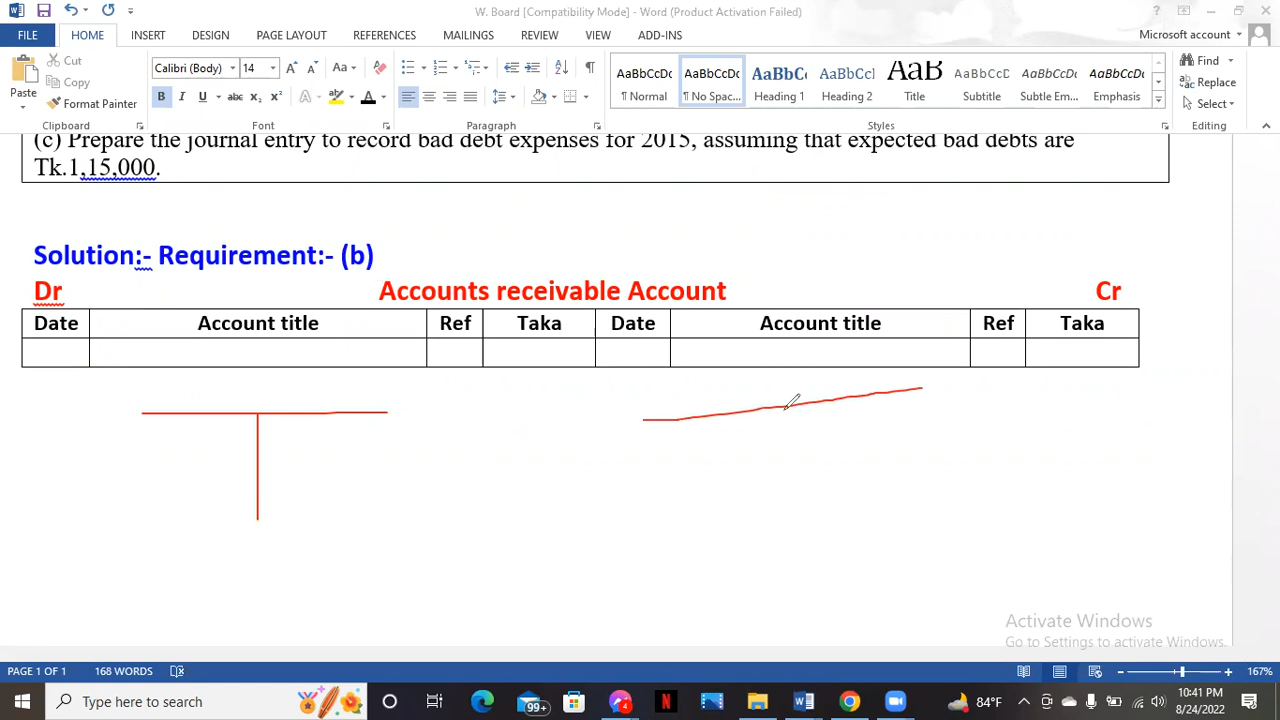 W. Board [Compatibility Mode] - Word (Product Activation Failed)
FILE HOME INSERT DESIGN PAGE LAYOUT REFERENCES MAILINGS REVIEW VIEW ADD-INS Microsoft account
Cut
Copy
Format Painter
Paste
Clipboard
Calibri (Body) 14
Font
Paragraph
AaBbCcDc AaBbCcDc AaBbCc AaBbCcDc AaB AaBbCcD AaBbCcDc AaBbCcDc
¶ Normal ¶ No Spac... Heading 1 Heading 2 Title Subtitle Subtle Em... Emphasis
Styles
Find
Replace
Select
Editing
(c) Prepare the journal entry to record bad debt expenses for 2015, assuming that expected bad debts are
Tk.1,15,000.
Solution:- Requirement:- (b)
Dr Accounts receivable Account Cr
Date Account title Ref Taka Date Account title Ref Taka
Activate Windows
Go to Settings to activate Windows.
PAGE 1 OF 1 168 WORDS 167%
Type here to search 99+ 4 84°F 10:41 PM
8/24/2022